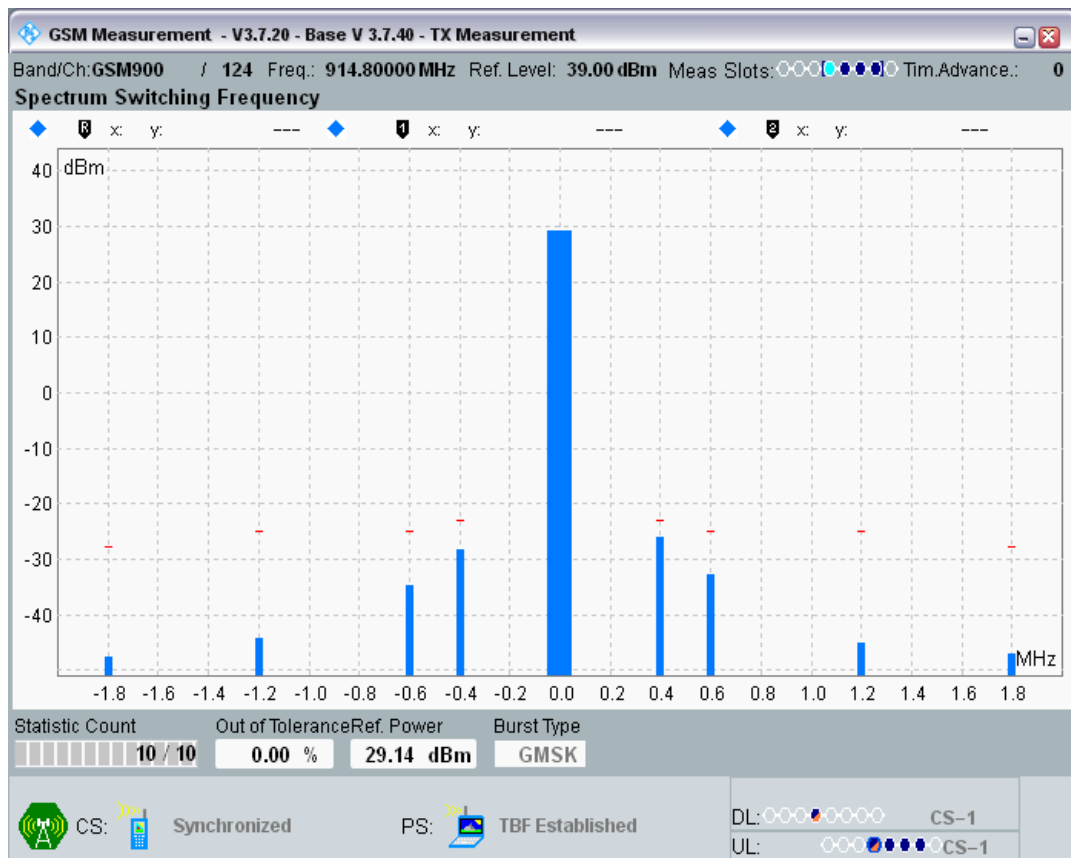 GSM Measurement - V3.7.20 - Base V 3.7.40 - TX Measurement
Band/Ch:GSM900 / 124 Freq.: 914.80000 MHz Ref. Level: 39.00 dBm Meas Slots: Tim.Advance.: 0
Spectrum Switching Frequency
R x: y: --- 1 x: y: --- 2 x: y: ---
40 dBm
30
20
10
0
-10
-20
-30
-40
MHz
-1.8 -1.6 -1.4 -1.2 -1.0 -0.8 -0.6 -0.4 -0.2 0.0 0.2 0.4 0.6 0.8 1.0 1.2 1.4 1.6 1.8
Statistic Count Out of Tolerance Ref. Power Burst Type
10 / 10 0.00 % 29.14 dBm GMSK
CS: Synchronized PS: TBF Established
DL: CS-1
UL: CS-1